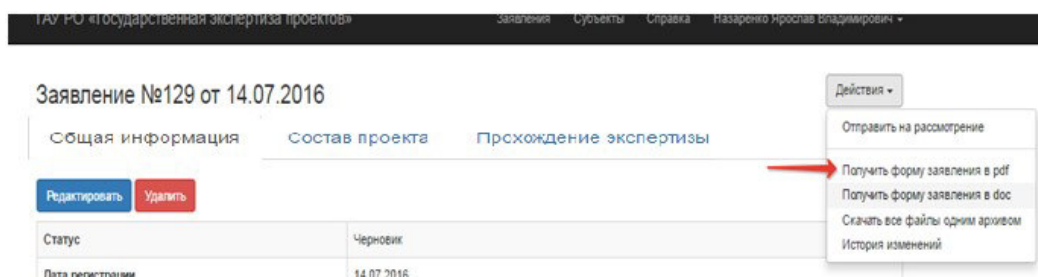 ГАУ РО «Государственная экспертиза проектов» Заявления Субъекты Справка Назаренко Ярослав Владимирович
Заявление №129 от 14.07.2016
Действия
Общая информация Состав проекта Прохождение экспертизы
Отправить на рассмотрение
Получить форму заявления в pdf
Получить форму заявления в doc
Скачать все файлы одним архивом
История изменений
Редактировать Удалить
Статус Черновик
Дата регистрации 14.07.2016